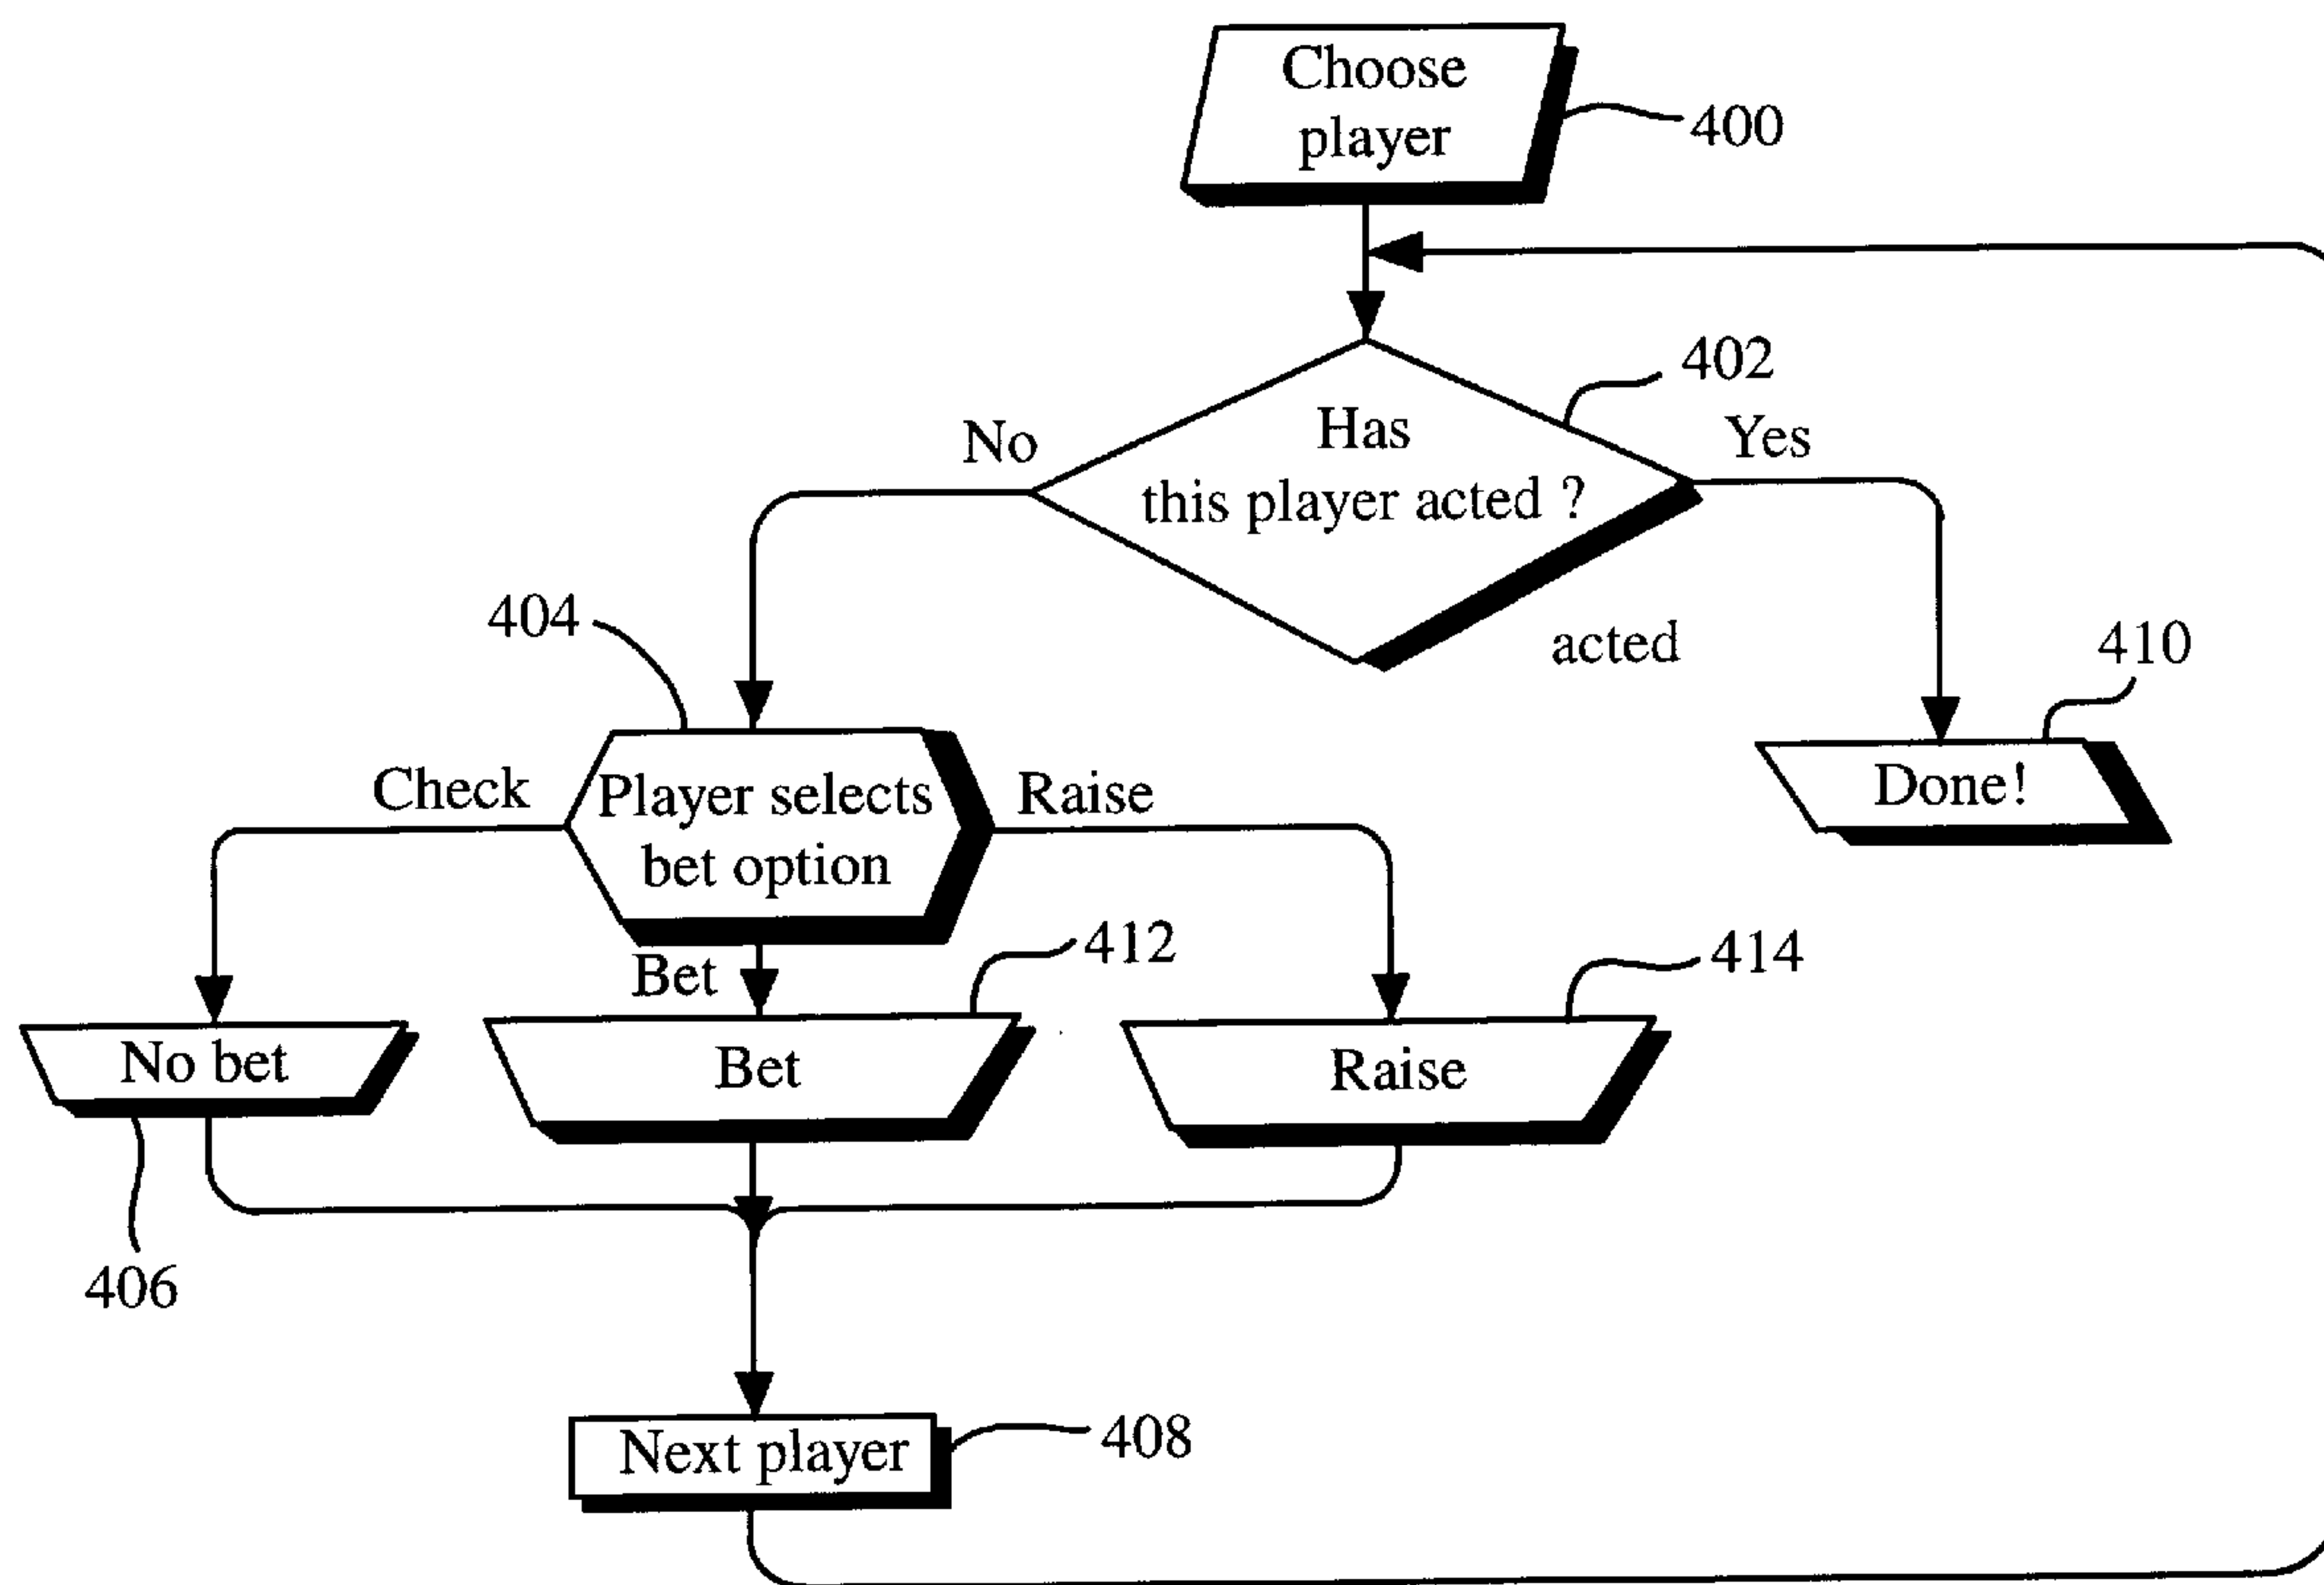 Choose
player
400
402
No
Has
Yes
this player acted ?
404
acted
410
Check
Player selects
bet option
Raise
Done!
Bet
412
414
No bet
Bet
Raise
406
Next player
408